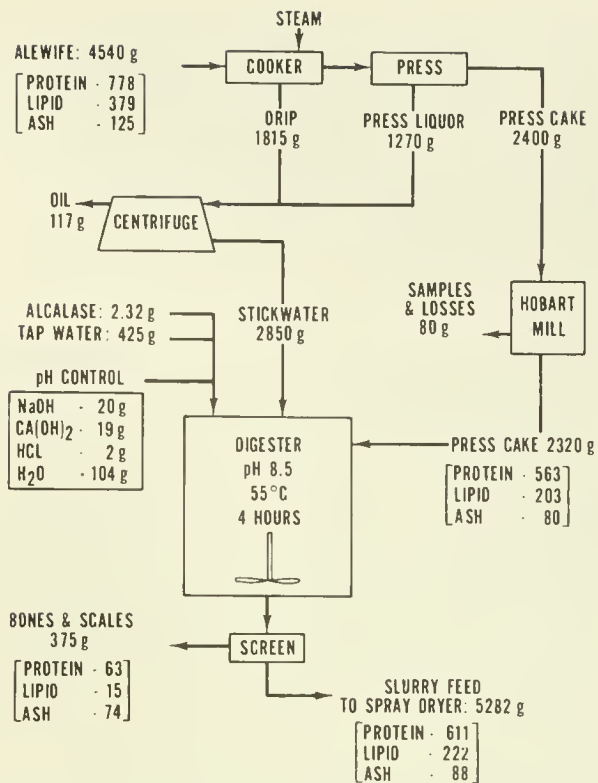 STEAM
ALEWIFE: 4540 g
PROTEIN - 778
LIPID - 379
ASH - 125
COOKER
PRESS
DRIP
1815 g
PRESS LIQUOR
1270 g
PRESS CAKE
2400 g
OIL
117 g
CENTRIFUGE
ALCALASE: 2.32 g
TAP WATER: 425 g
STICKWATER
2850 g
SAMPLES
& LOSSES
80 g
HOBART
MILL
pH CONTROL
NaOH - 20 g
CA(OH)2 - 19 g
HCL - 2 g
H2O - 104 g
DIGESTER
pH 8.5
55°C
4 HOURS
PRESS CAKE 2320 g
PROTEIN - 563
LIPID - 203
ASH - 80
BONES & SCALES
375 g
PROTEIN - 63
LIPID - 15
ASH - 74
SCREEN
SLURRY FEED
TO SPRAY DRYER: 5282 g
PROTEIN - 611
LIPID - 222
ASH - 88